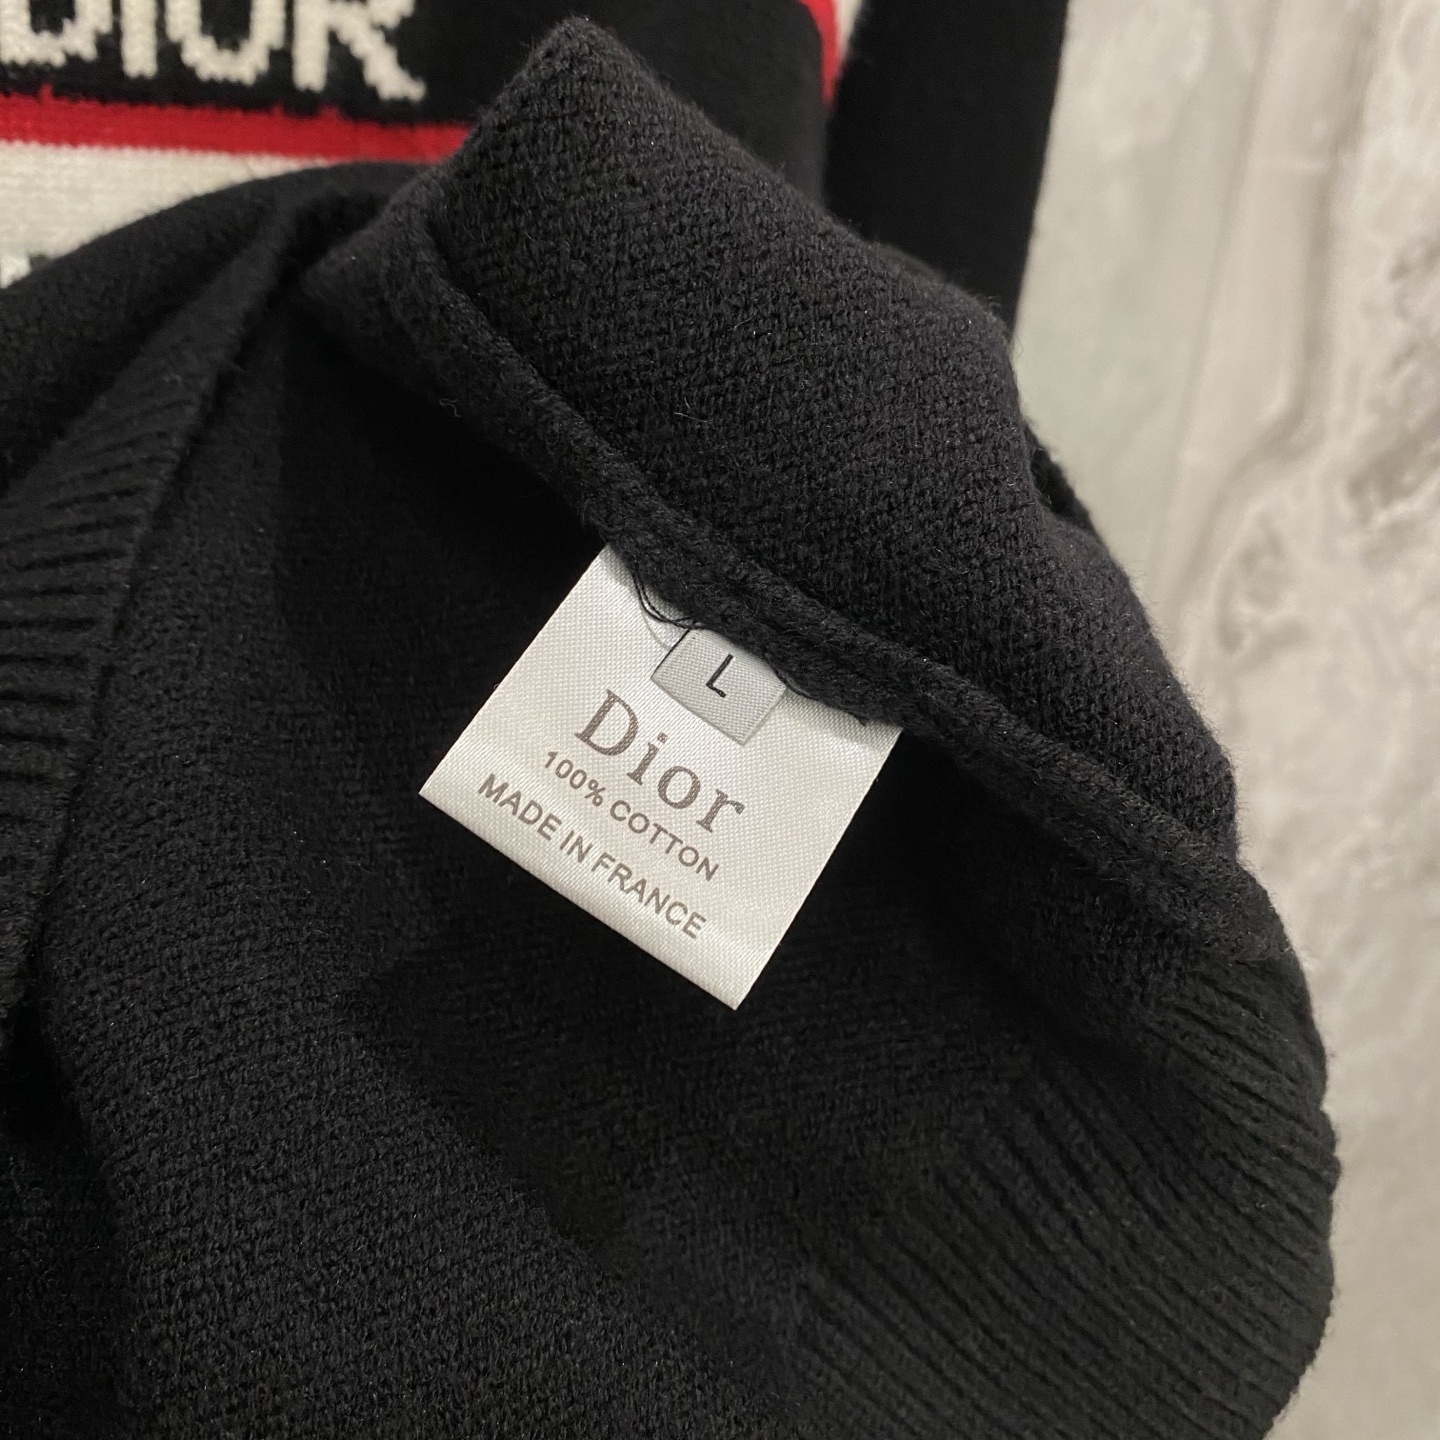 DIOR
L
Dior
100% COTTON
MADE IN FRANCE